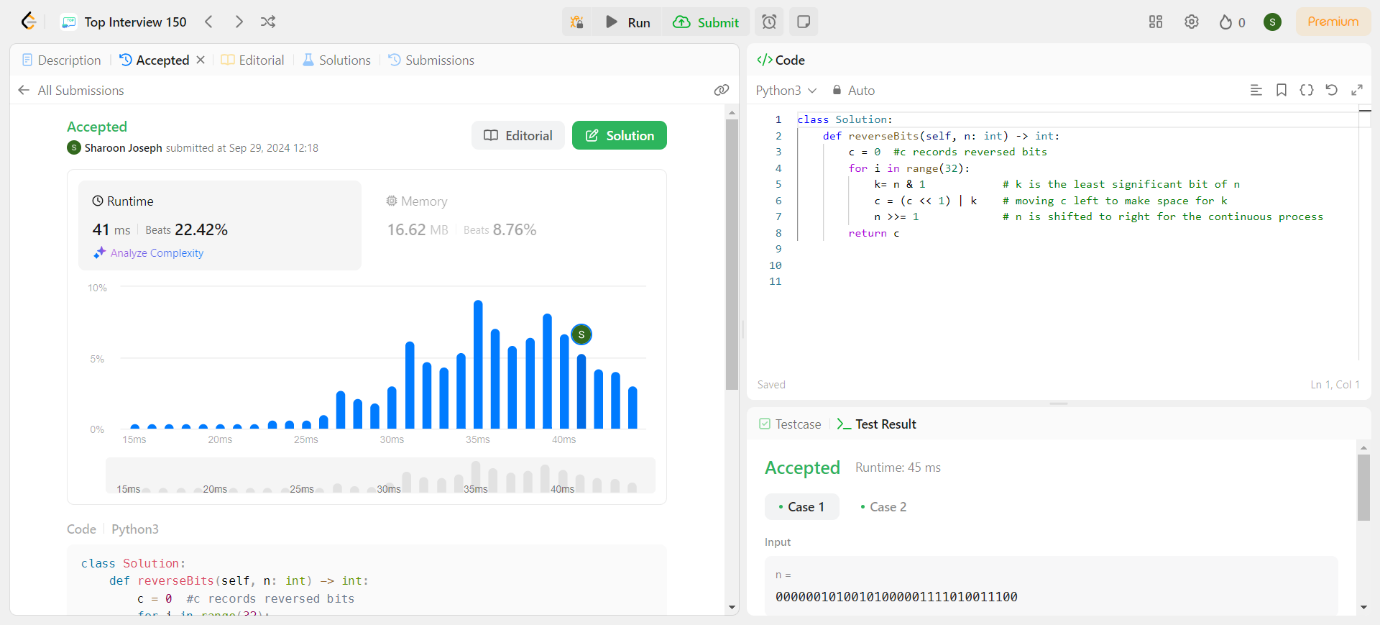 Top Interview 150
Run
Submit
0
S
Premium
Description
Accepted
Editorial
Solutions
Submissions
All Submissions
Accepted
S Sharoon Joseph submitted at Sep 29, 2024 12:18
Editorial
Solution
Runtime
41 ms Beats 22.42%
Analyze Complexity
Memory
16.62 MB Beats 8.76%
10%
5%
0%
S
15ms 20ms 25ms 30ms 35ms 40ms
15ms 20ms 25ms 30ms 35ms 40ms
Code Python3
class Solution:
def reverseBits(self, n: int) -> int:
c = 0 #c records reversed bits
for i in range(32):
</> Code
Python3 Auto
1 class Solution:
2 def reverseBits(self, n: int) -> int:
3 c = 0 #c records reversed bits
4 for i in range(32):
5 k= n & 1 # k is the least significant bit of n
6 c = (c << 1) | k # moving c left to make space for k
7 n >>= 1 # n is shifted to right for the continuous process
8 return c
9
10
11
Saved
Ln 1, Col 1
Testcase
Test Result
Accepted Runtime: 45 ms
Case 1
Case 2
Input
n =
00000010100101000001111010011100